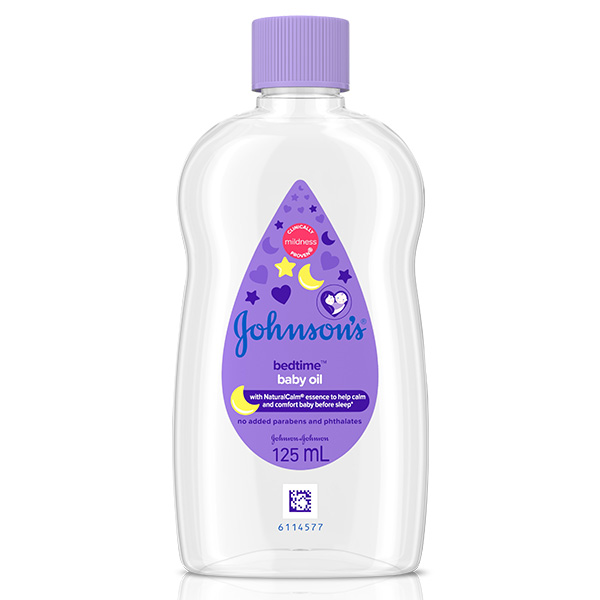 CLINICALLY
mildness
PROVEN®
Johnson's®
bedtime™
baby oil
with NaturalCalm® essence to help calm
and comfort baby before sleep*
no added parabens and phthalates
Johnson & Johnson
125 mL
6114577